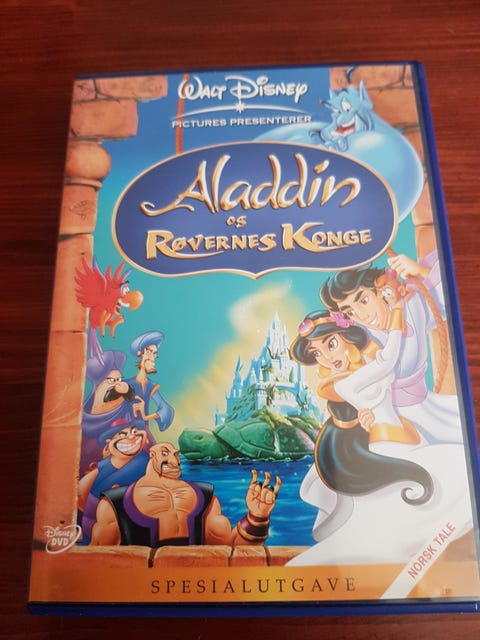 WALT DISNEY
PICTURES PRESENTERER
Aladdin
og
RØVERNES KONGE
DISNEY
DVD
NORSK TALE
SPESIALUTGAVE